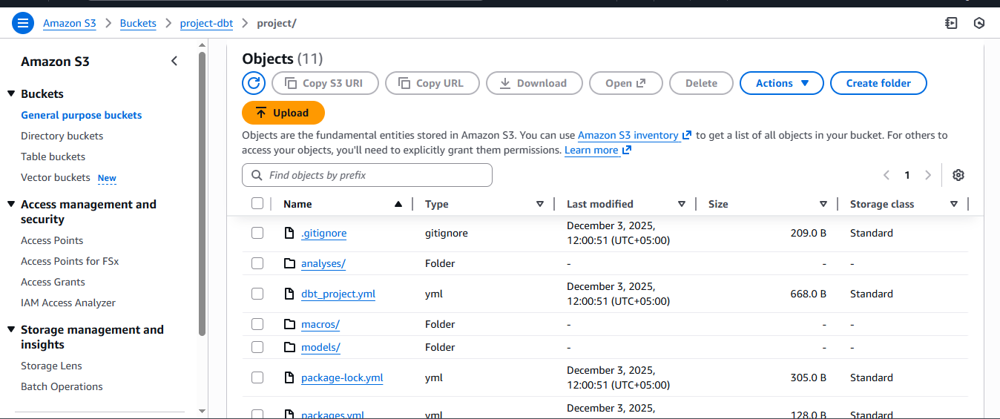 Amazon S3 > Buckets > project-dbt > project/
Amazon S3
Buckets
General purpose buckets
Directory buckets
Table buckets
Vector buckets New
Access management and
security
Access Points
Access Points for FSx
Access Grants
IAM Access Analyzer
Storage management and
insights
Storage Lens
Batch Operations
Objects (11)
Copy S3 URI Copy URL Download Open Delete Actions Create folder
Upload
Objects are the fundamental entities stored in Amazon S3. You can use Amazon S3 inventory to get a list of all objects in your bucket. For others to
access your objects, you'll need to explicitly grant them permissions. Learn more
Find objects by prefix
1
Name Type Last modified Size Storage class
.gitignore gitignore December 3, 2025, 12:00:51 (UTC+05:00) 209.0 B Standard
analyses/ Folder - - -
dbt_project.yml yml December 3, 2025, 12:00:51 (UTC+05:00) 668.0 B Standard
macros/ Folder - - -
models/ Folder - - -
package-lock.yml yml December 3, 2025, 12:00:51 (UTC+05:00) 305.0 B Standard
packages.yml yml December 3, 2025, 128.0 B Standard